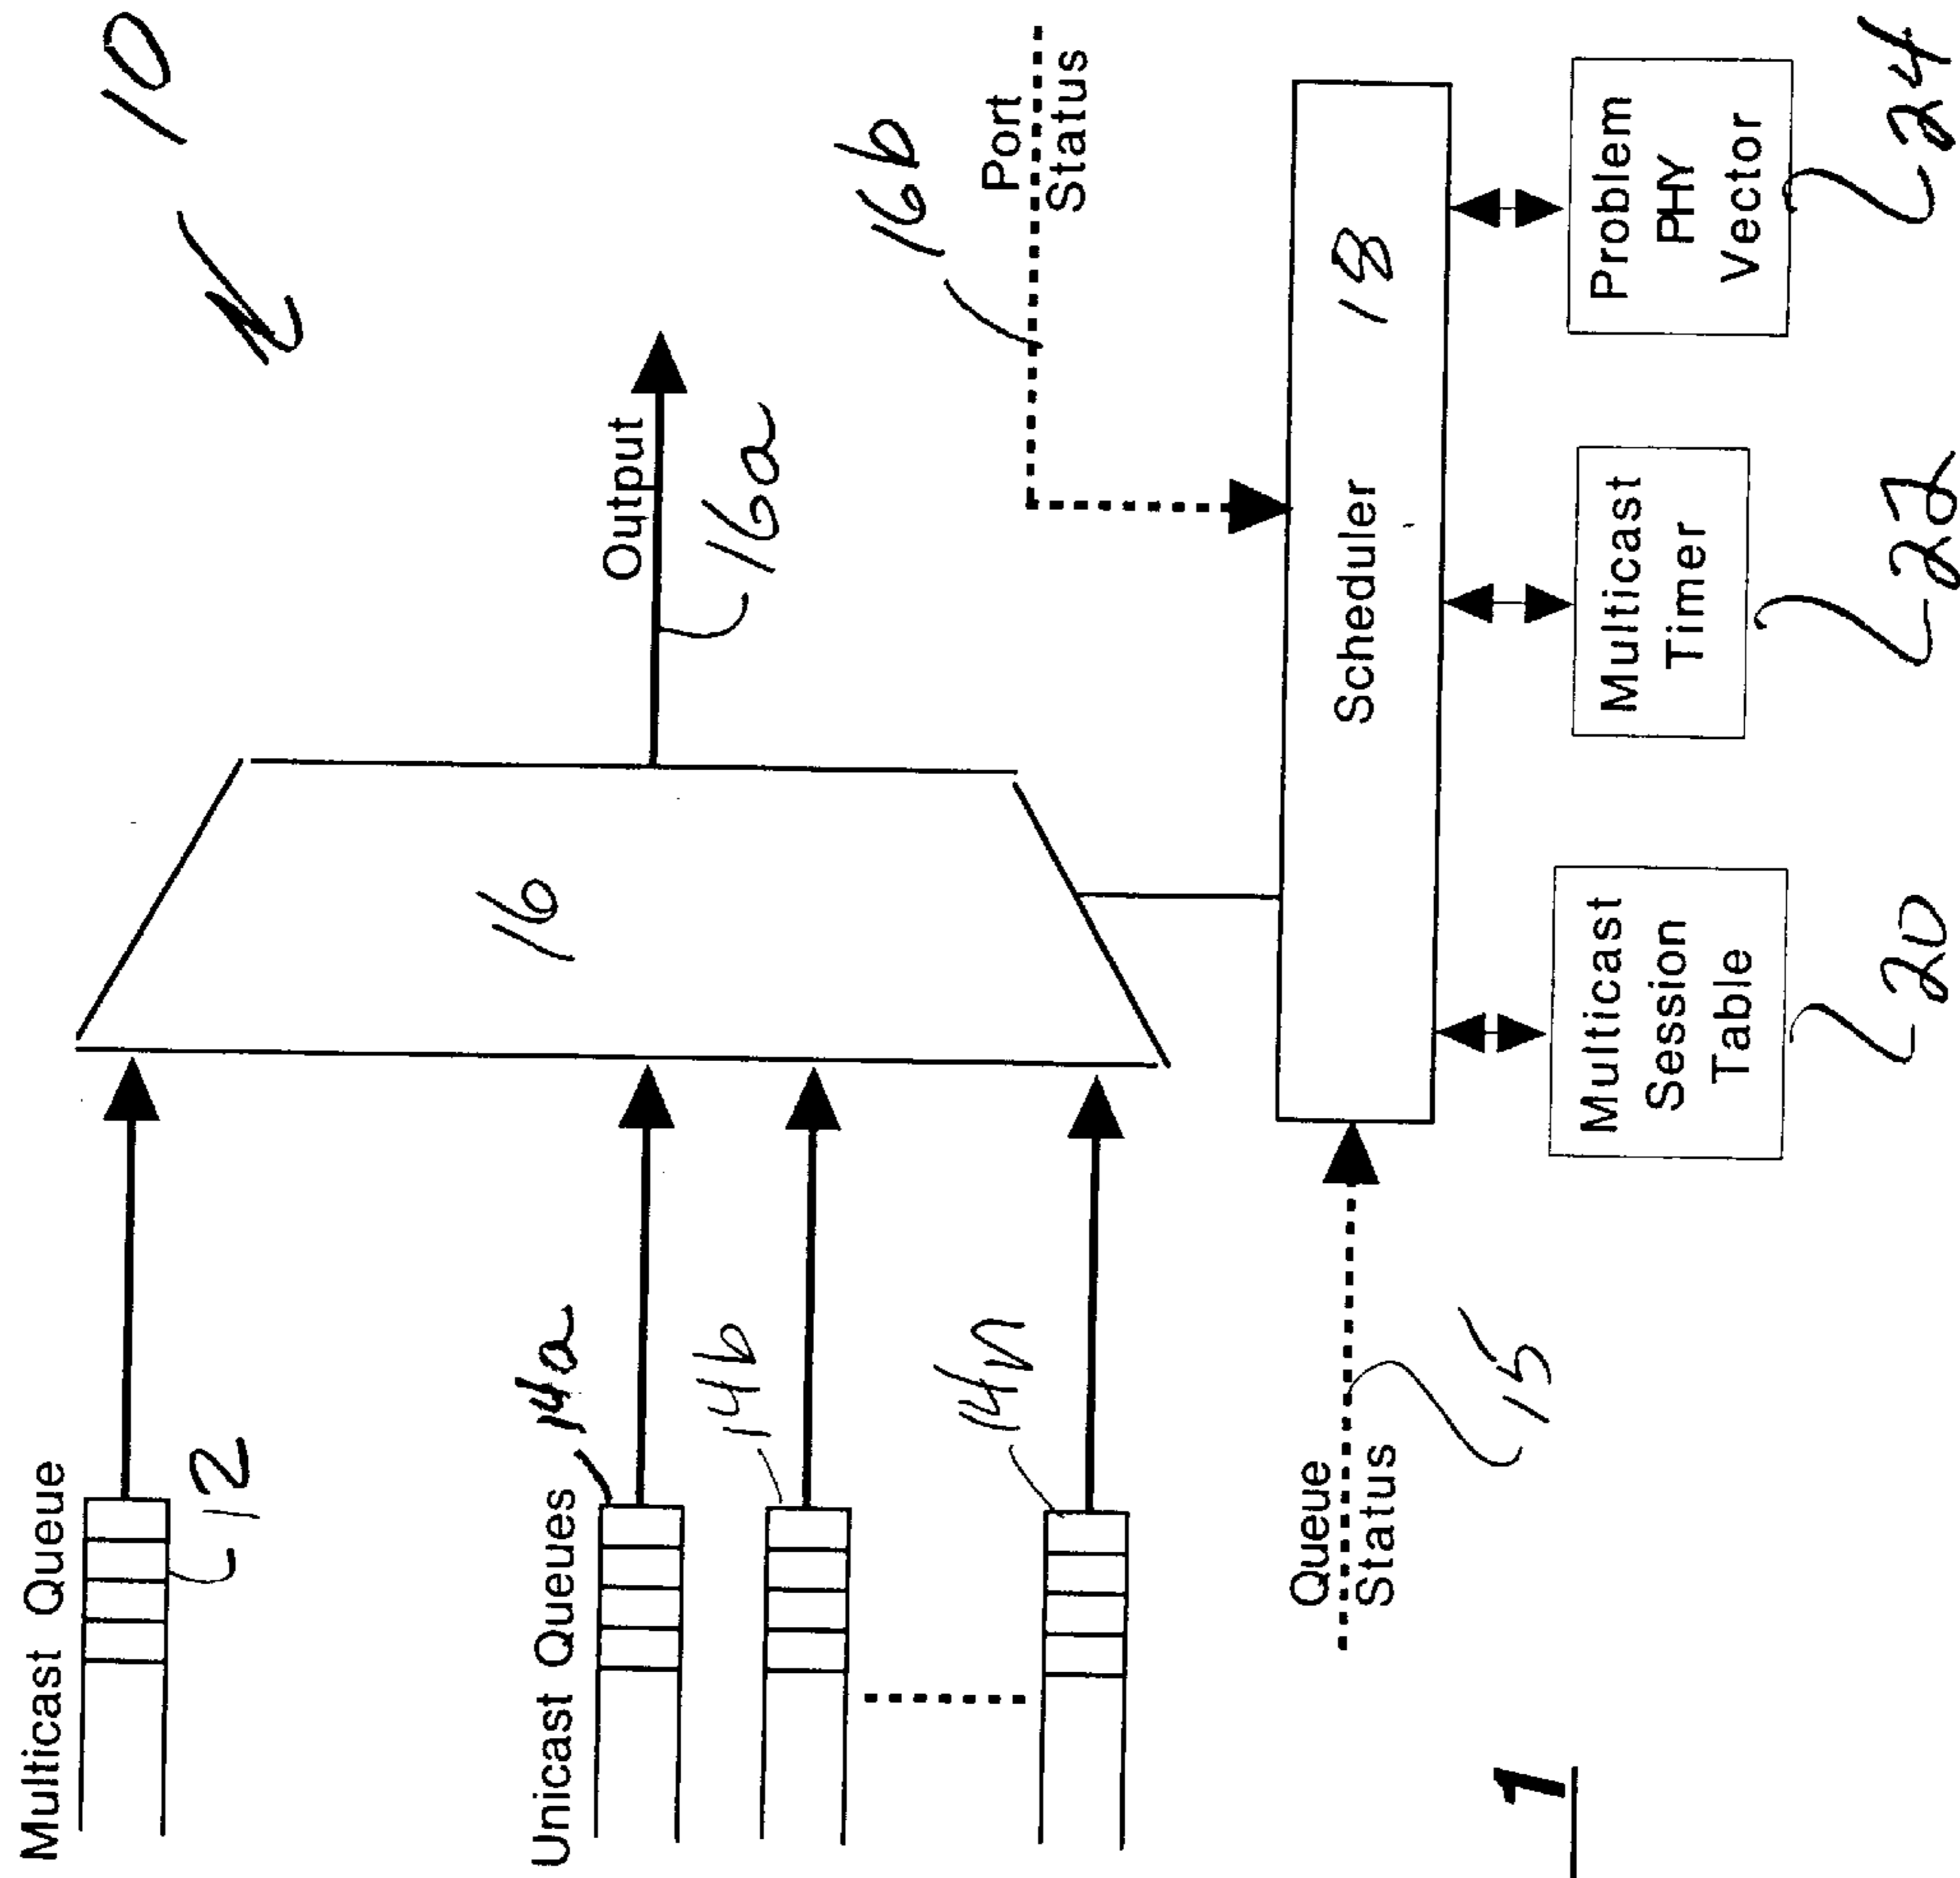 10
Multicast Queue
12
Unicast Queues
14a
14b
14n
16
Output
16a
16b
Port
Status
Queue
Status
15
Scheduler
18
Multicast
Session
Table
20
Multicast
Timer
22
Problem
PHY
Vector
24
1